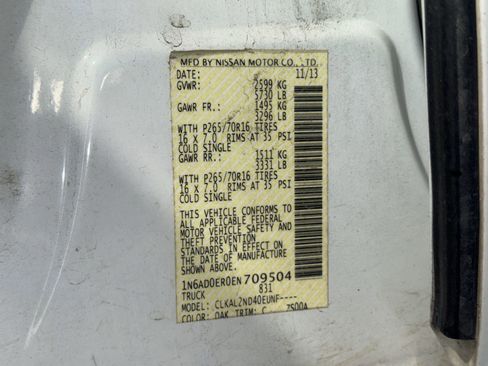 MFD BY NISSAN MOTOR CO., LTD.
DATE: 11/13
GVWR: 2599 KG
5730 LB
GAWR FR.: 1495 KG
3296 LB
WITH P265/70R16 TIRES
16 X 7.0 RIMS AT 35 PSI
COLD SINGLE
GAWR RR.: 1511 KG
3331 LB
WITH P265/70R16 TIRES
16 X 7.0 RIMS AT 35 PSI
COLD SINGLE
THIS VEHICLE CONFORMS TO
ALL APPLICABLE FEDERAL
MOTOR VEHICLE SAFETY AND
THEFT PREVENTION
STANDARDS IN EFFECT ON
THE DATE OF MANUFACTURE
SHOWN ABOVE.
1N6AD0ER0EN709504
TRUCK 831
MODEL: CLKAL2ND40EUNF----
COLOR: OAK TRIM: C